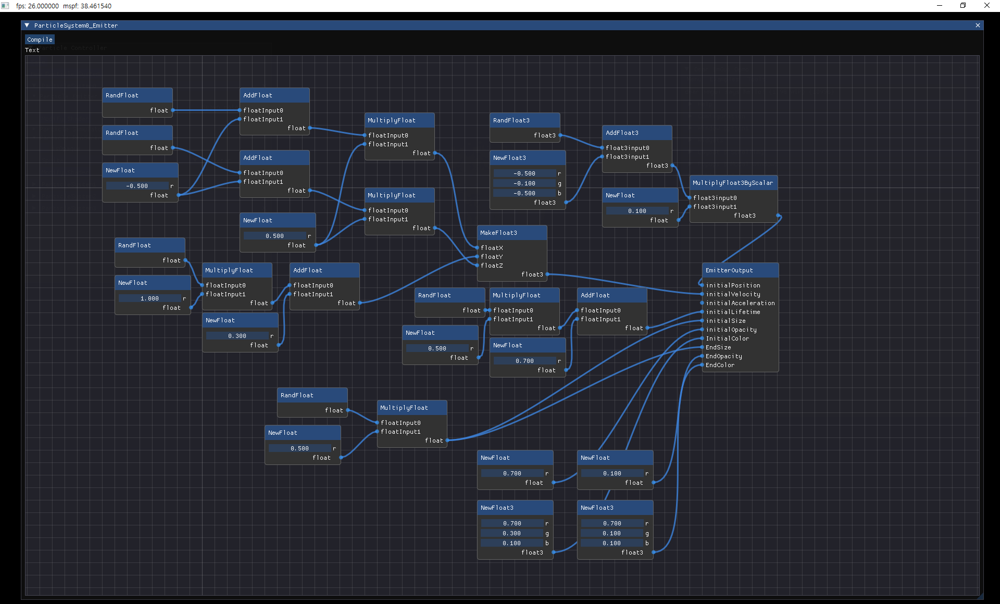 fps: 26.000000 mspf: 38.461540
ParticleSystem0_Emitter
Compile
Particle Controller
Text
RandFloat
float
RandFloat
float
NewFloat
-0.500 r
float
AddFloat
floatInput0
floatInput1
float
AddFloat
floatInput0
floatInput1
float
NewFloat
0.500 r
float
MultiplyFloat
floatInput0
floatInput1
float
MultiplyFloat
floatInput0
floatInput1
float
RandFloat3
float3
NewFloat3
-0.500 r
-0.100 g
-0.500 b
float3
AddFloat3
float3input0
float3input1
float3
NewFloat
0.100 r
float
MultiplyFloat3ByScalar
float3input0
float3input1
float3
MakeFloat3
floatX
floatY
floatZ
float3
RandFloat
float
NewFloat
1.000 r
float
MultiplyFloat
floatInput0
floatInput1
float
NewFloat
0.300 r
float
AddFloat
floatInput0
floatInput1
float
RandFloat
float
NewFloat
0.500 r
float
MultiplyFloat
floatInput0
floatInput1
float
NewFloat
0.700 r
float
AddFloat
floatInput0
floatInput1
float
EmitterOutput
initialPosition
initialVelocity
initialAcceleration
initialLifetime
initialSize
initialOpacity
InitialColor
EndSize
EndOpacity
EndColor
RandFloat
float
NewFloat
0.500 r
float
MultiplyFloat
floatInput0
floatInput1
float
NewFloat
0.700 r
float
NewFloat
0.100 r
float
NewFloat3
0.700 r
0.300 g
0.100 b
float3
NewFloat3
0.700 r
0.100 g
0.100 b
float3